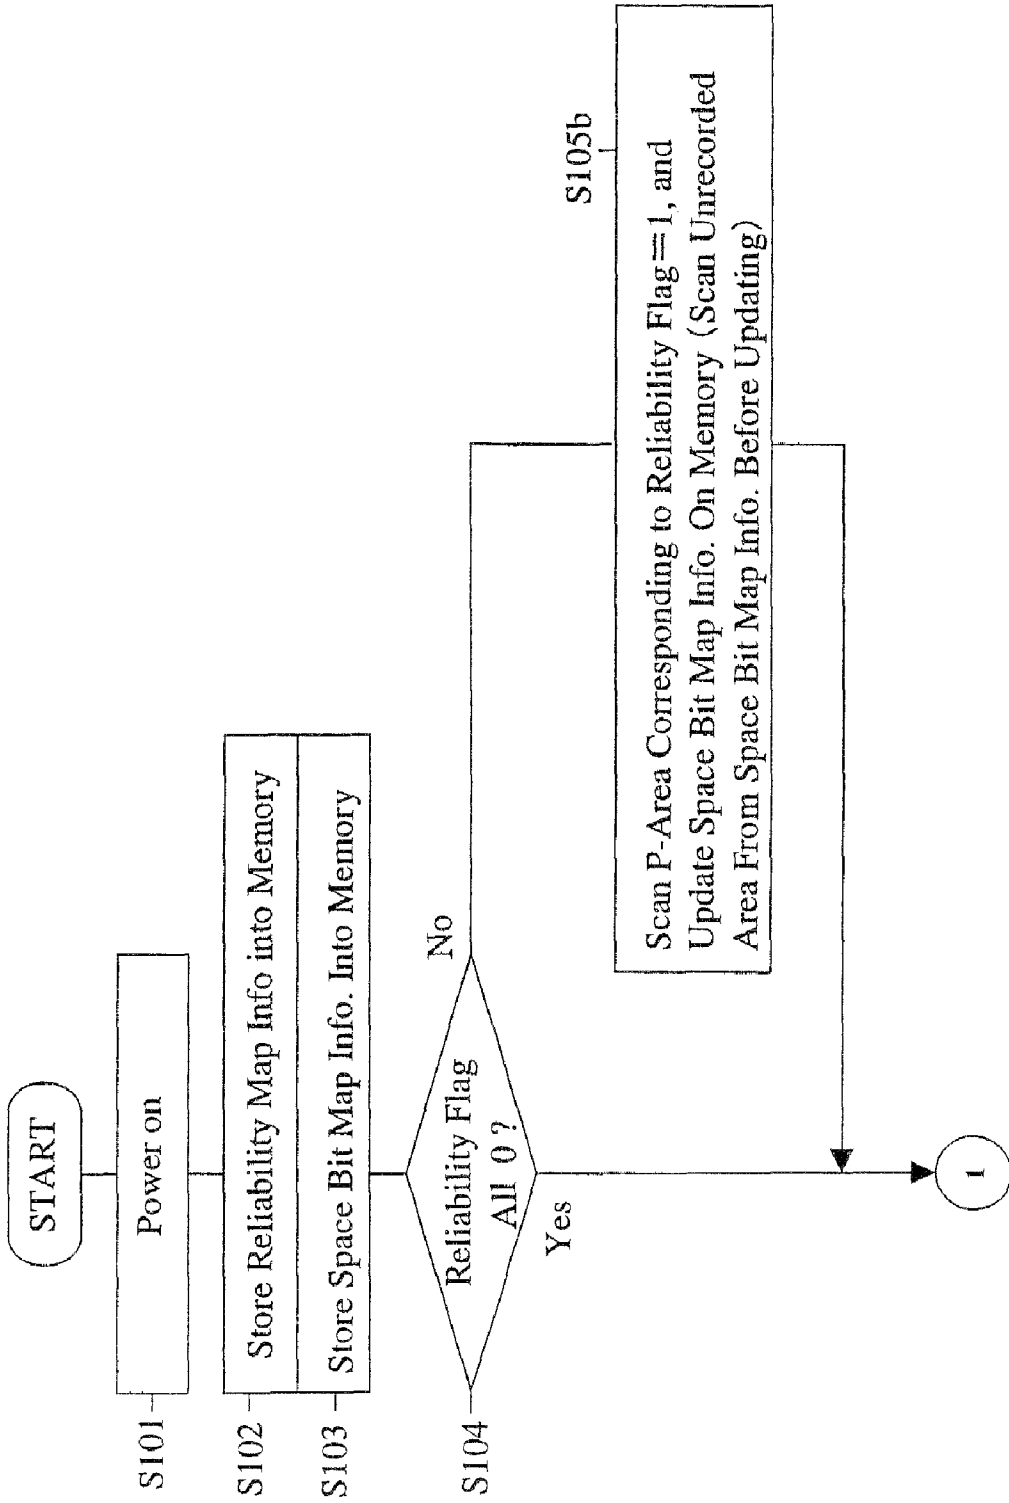 START
S101
Power on
S102
Store Reliability Map Info into Memory
S103
Store Space Bit Map Info. Into Memory
S104
Reliability Flag
All 0 ?
No
Yes
S105b
Scan P-Area Corresponding to Reliability Flag=1, and
Update Space Bit Map Info. On Memory (Scan Unrecorded
Area From Space Bit Map Info. Before Updating)
1